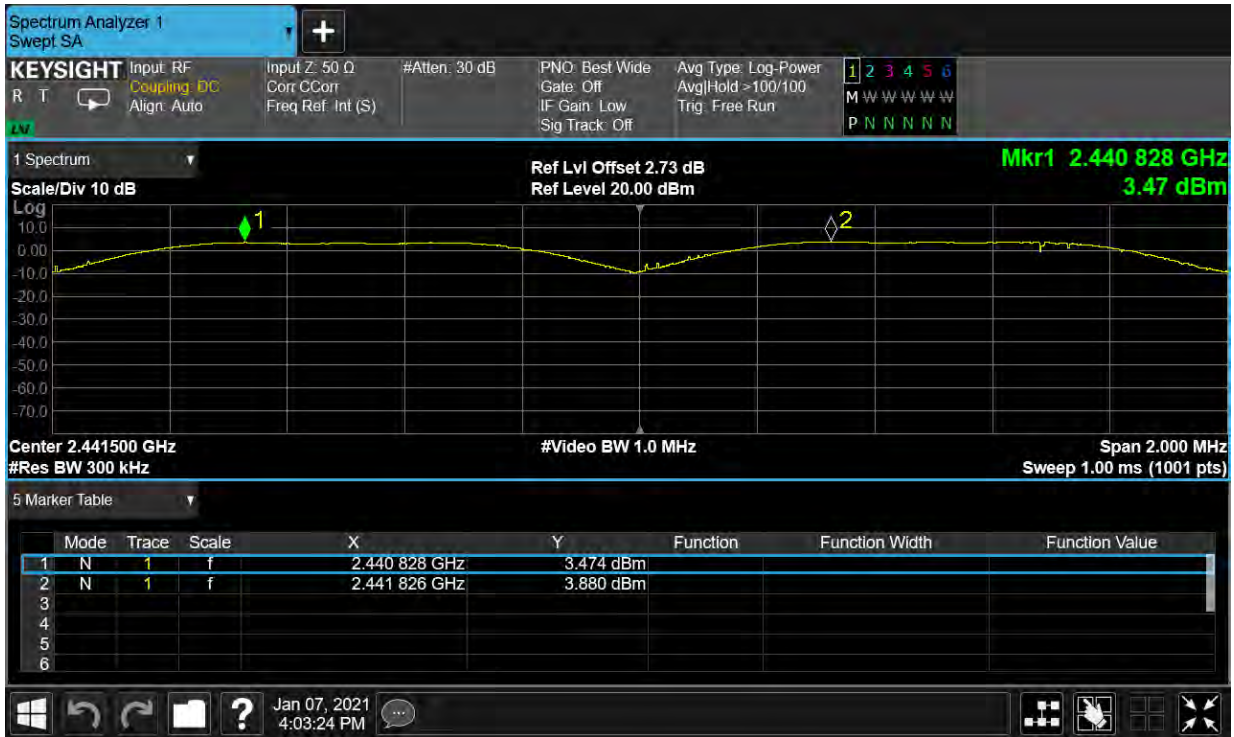 Spectrum Analyzer 1
Swept SA
KEYSIGHT Input: RF Input Z: 50 Ω #Atten: 30 dB PNO: Best Wide Avg Type: Log-Power 1 2 3 4 5 6
R T Coupling: DC Corr CCorr Gate: Off Avg|Hold >100/100 M W W W W W W
Align: Auto Freq Ref: Int (S) IF Gain: Low Trig: Free Run
Sig Track: Off P N N N N N N
LXI
1 Spectrum Ref Lvl Offset 2.73 dB Mkr1 2.440 828 GHz
Scale/Div 10 dB Ref Level 20.00 dBm 3.47 dBm
Log
10.0 1 2
0.00
-10.0
-20.0
-30.0
-40.0
-50.0
-60.0
-70.0
Center 2.441500 GHz #Video BW 1.0 MHz Span 2.000 MHz
#Res BW 300 kHz Sweep 1.00 ms (1001 pts)
5 Marker Table
Mode Trace Scale X Y Function Function Width Function Value
1 N 1 f 2.440 828 GHz 3.474 dBm
2 N 1 f 2.441 826 GHz 3.880 dBm
3
4
5
6
? Jan 07, 2021
4:03:24 PM